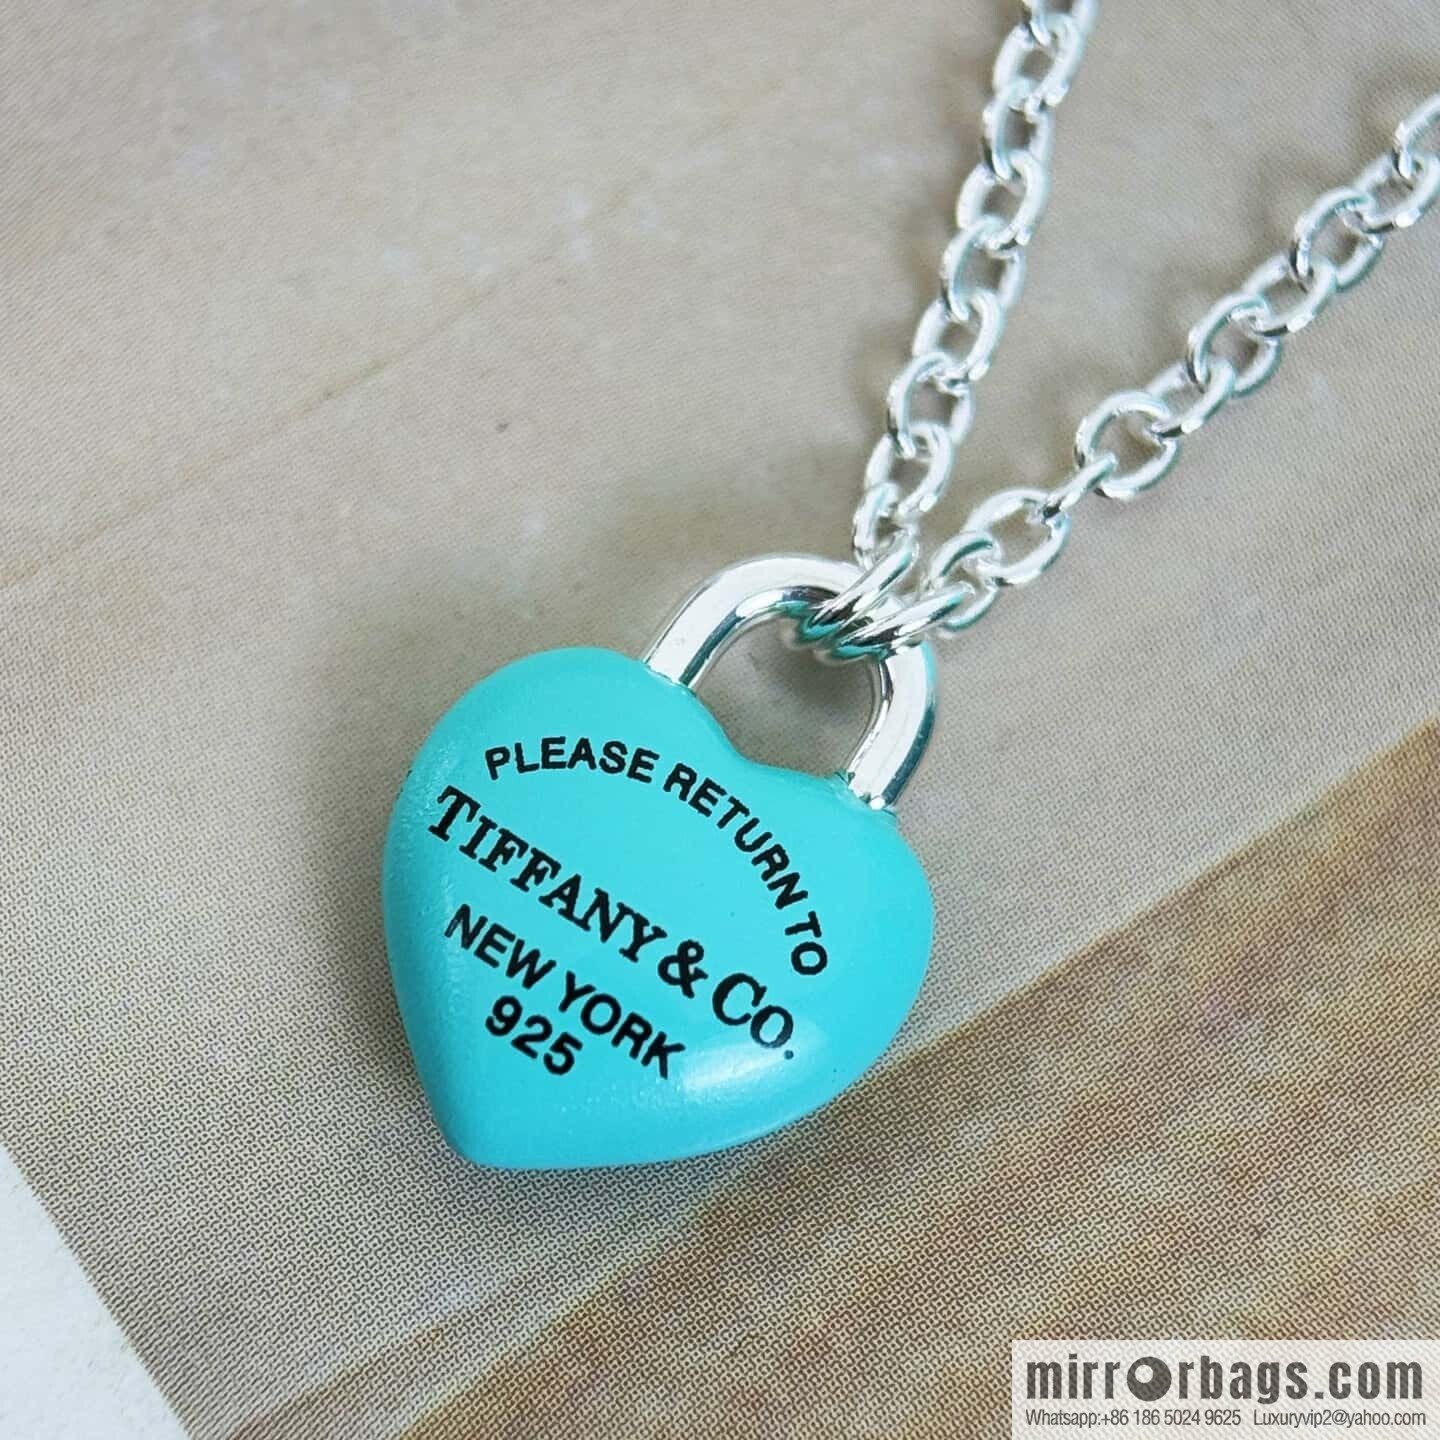 PLEASE RETURN TO
TIFFANY & CO.
NEW YORK
925
mirrorbags.com
Whatsapp:+86 186 5024 9625 Luxuryvip2@yahoo.com